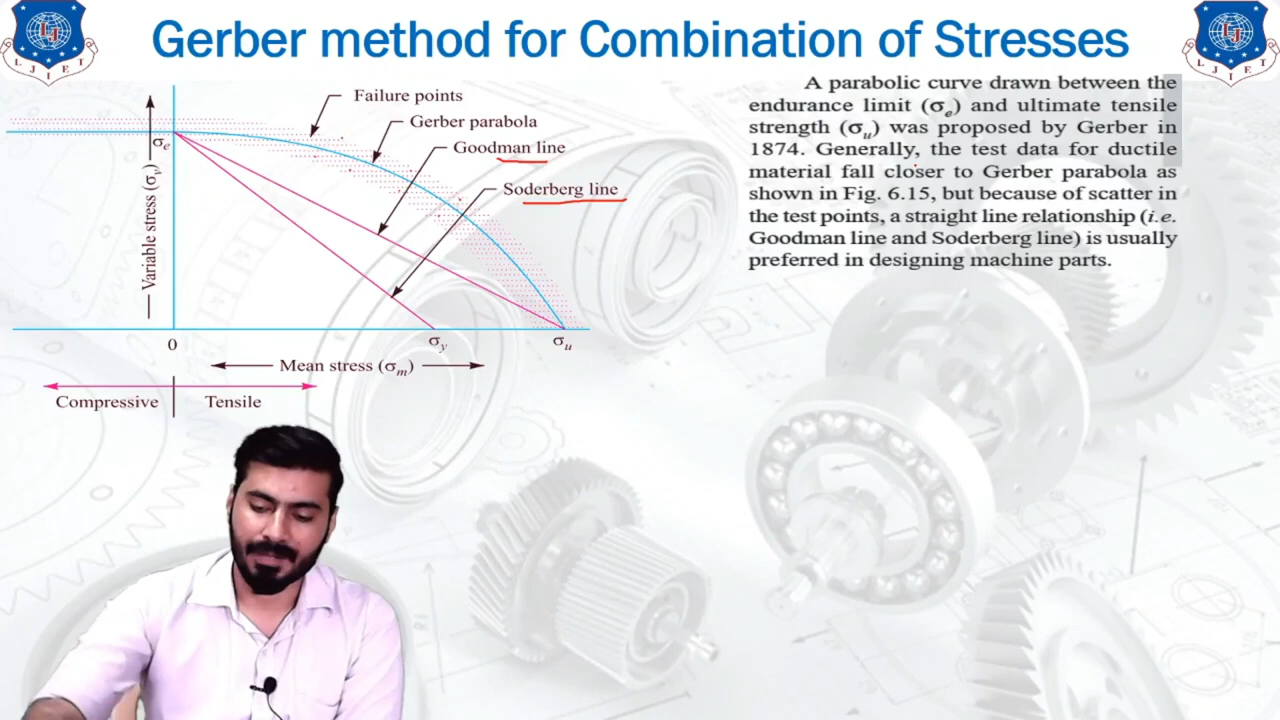 Gerber method for Combination of Stresses
LJIET
LJIET
Failure points
Gerber parabola
Goodman line
Soderberg line
σe
Variable stress (σv)
0
σy
σu
Mean stress (σm)
Compressive
Tensile
A parabolic curve drawn between the
endurance limit (σe) and ultimate tensile
strength (σu) was proposed by Gerber in
1874. Generally, the test data for ductile
material fall closer to Gerber parabola as
shown in Fig. 6.15, but because of scatter in
the test points, a straight line relationship (i.e.
Goodman line and Soderberg line) is usually
preferred in designing machine parts.